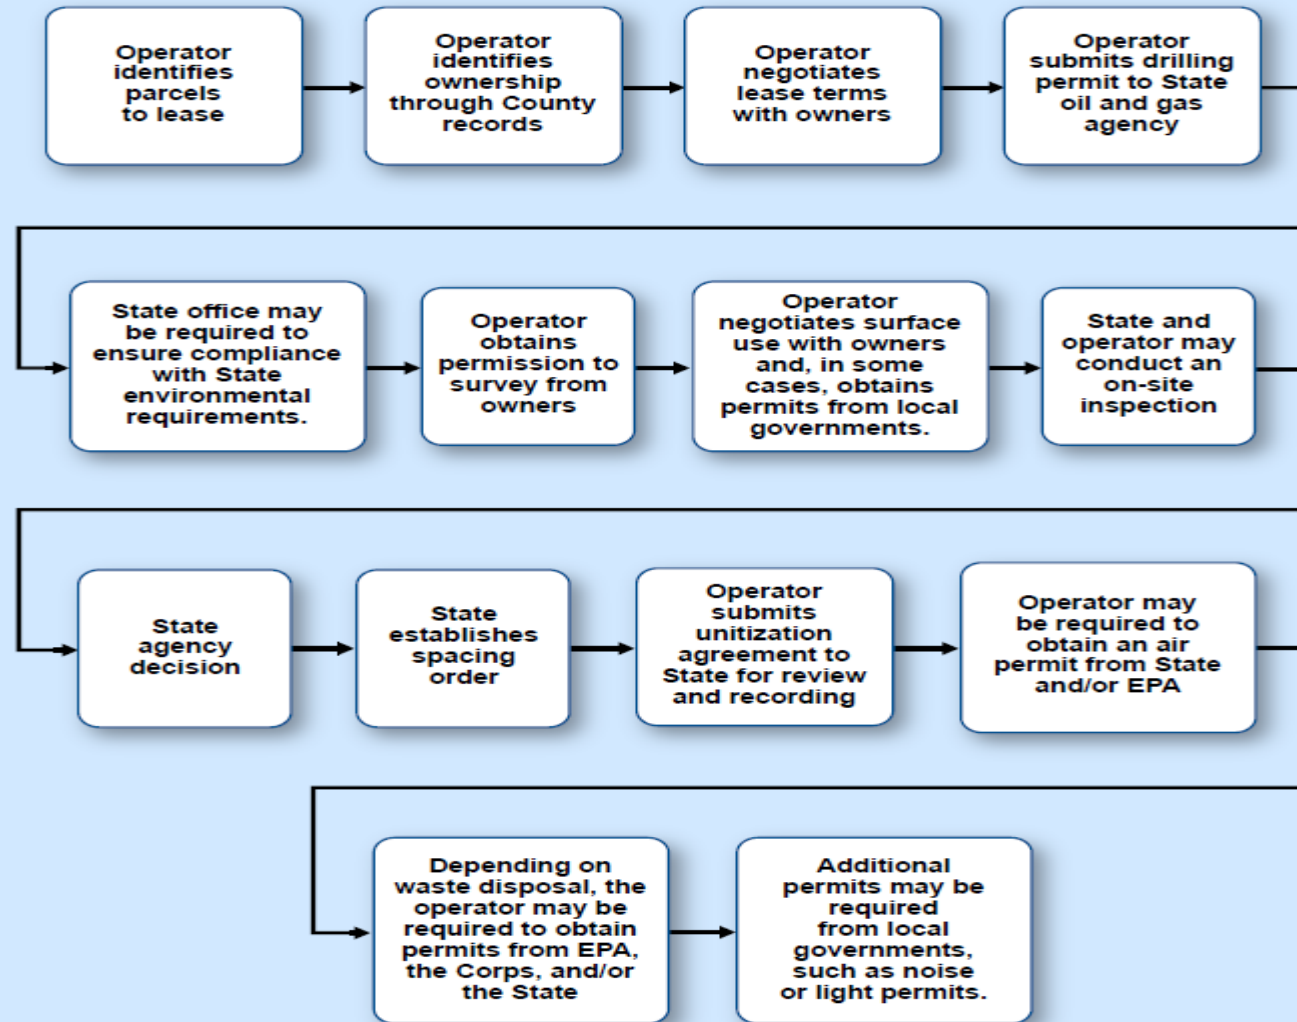 Operator
identifies
parcels
to lease
Operator
identifies
ownership
through County
records
Operator
negotiates
lease terms
with owners
Operator
submits drilling
permit to State
oil and gas
agency
State office may
be required to
ensure compliance
with State
environmental
requirements.
Operator
obtains
permission to
survey from
owners
Operator
negotiates surface
use with owners
and, in some
cases, obtains
permits from local
governments.
State and
operator may
conduct an
on-site
inspection
State
agency
decision
State
establishes
spacing
order
Operator
submits
unitization
agreement to
State for review
and recording
Operator may
be required to
obtain an air
permit from State
and/or EPA
Depending on
waste disposal, the
operator may be
required to obtain
permits from EPA,
the Corps, and/or
the State
Additional
permits may be
required
from local
governments,
such as noise
or light permits.